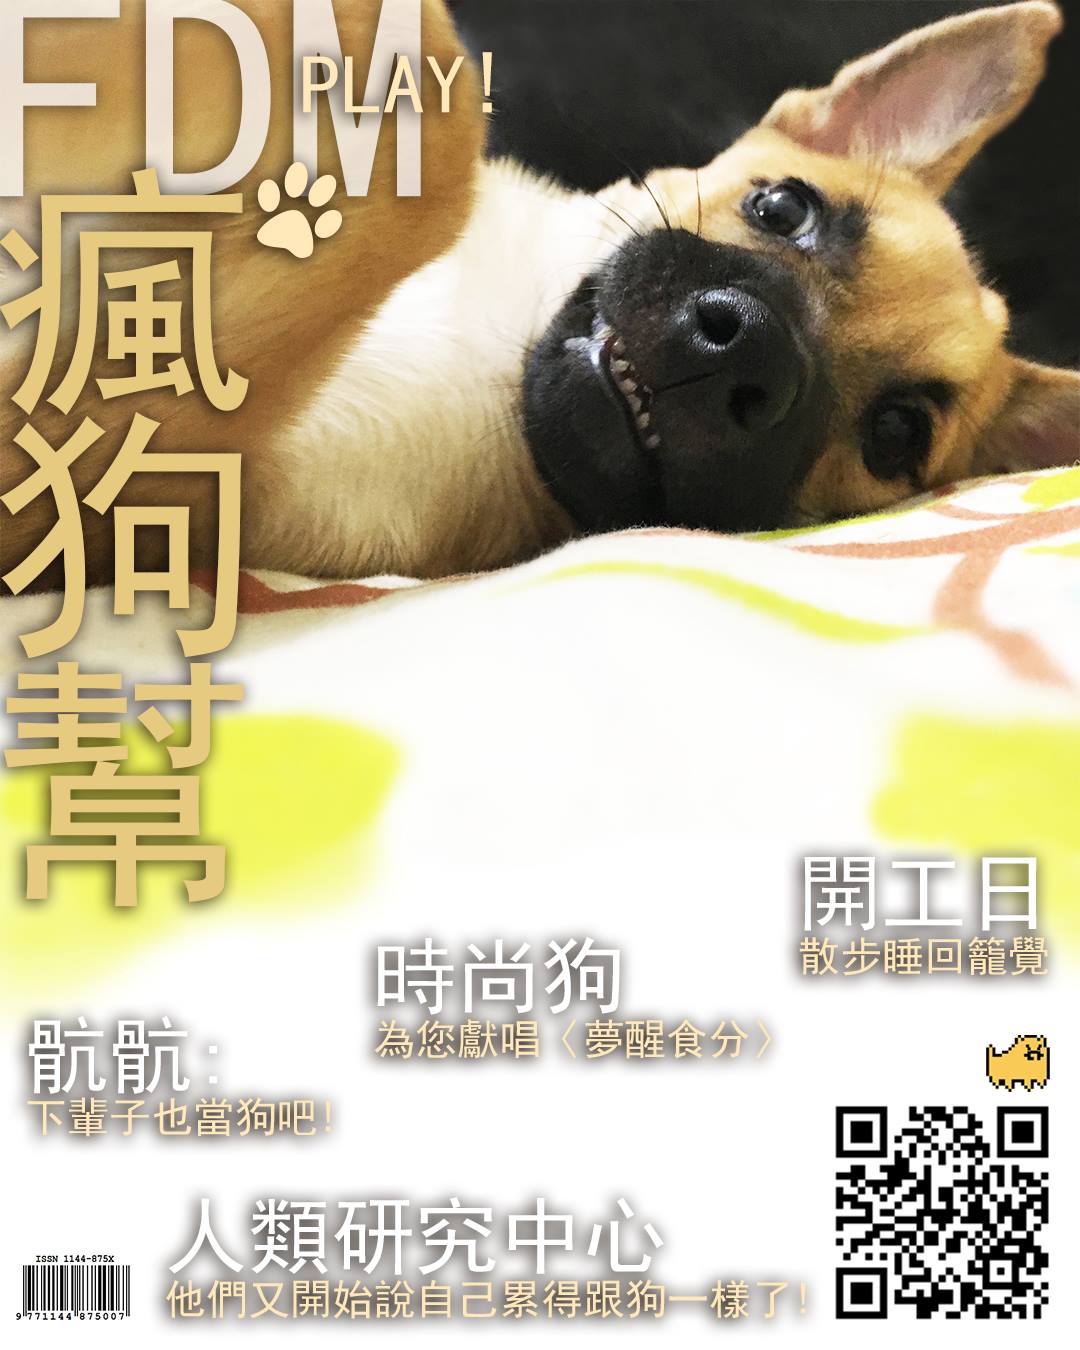 FDM
PLAY!
瘋狗幫
開工日
散步睡回籠覺
時尚狗
為您獻唱〈夢醒食分〉
骯骯:
下輩子也當狗吧!
人類研究中心
他們又開始說自己累得跟狗一樣了!
ISSN 1144-875X
9 771144 875007